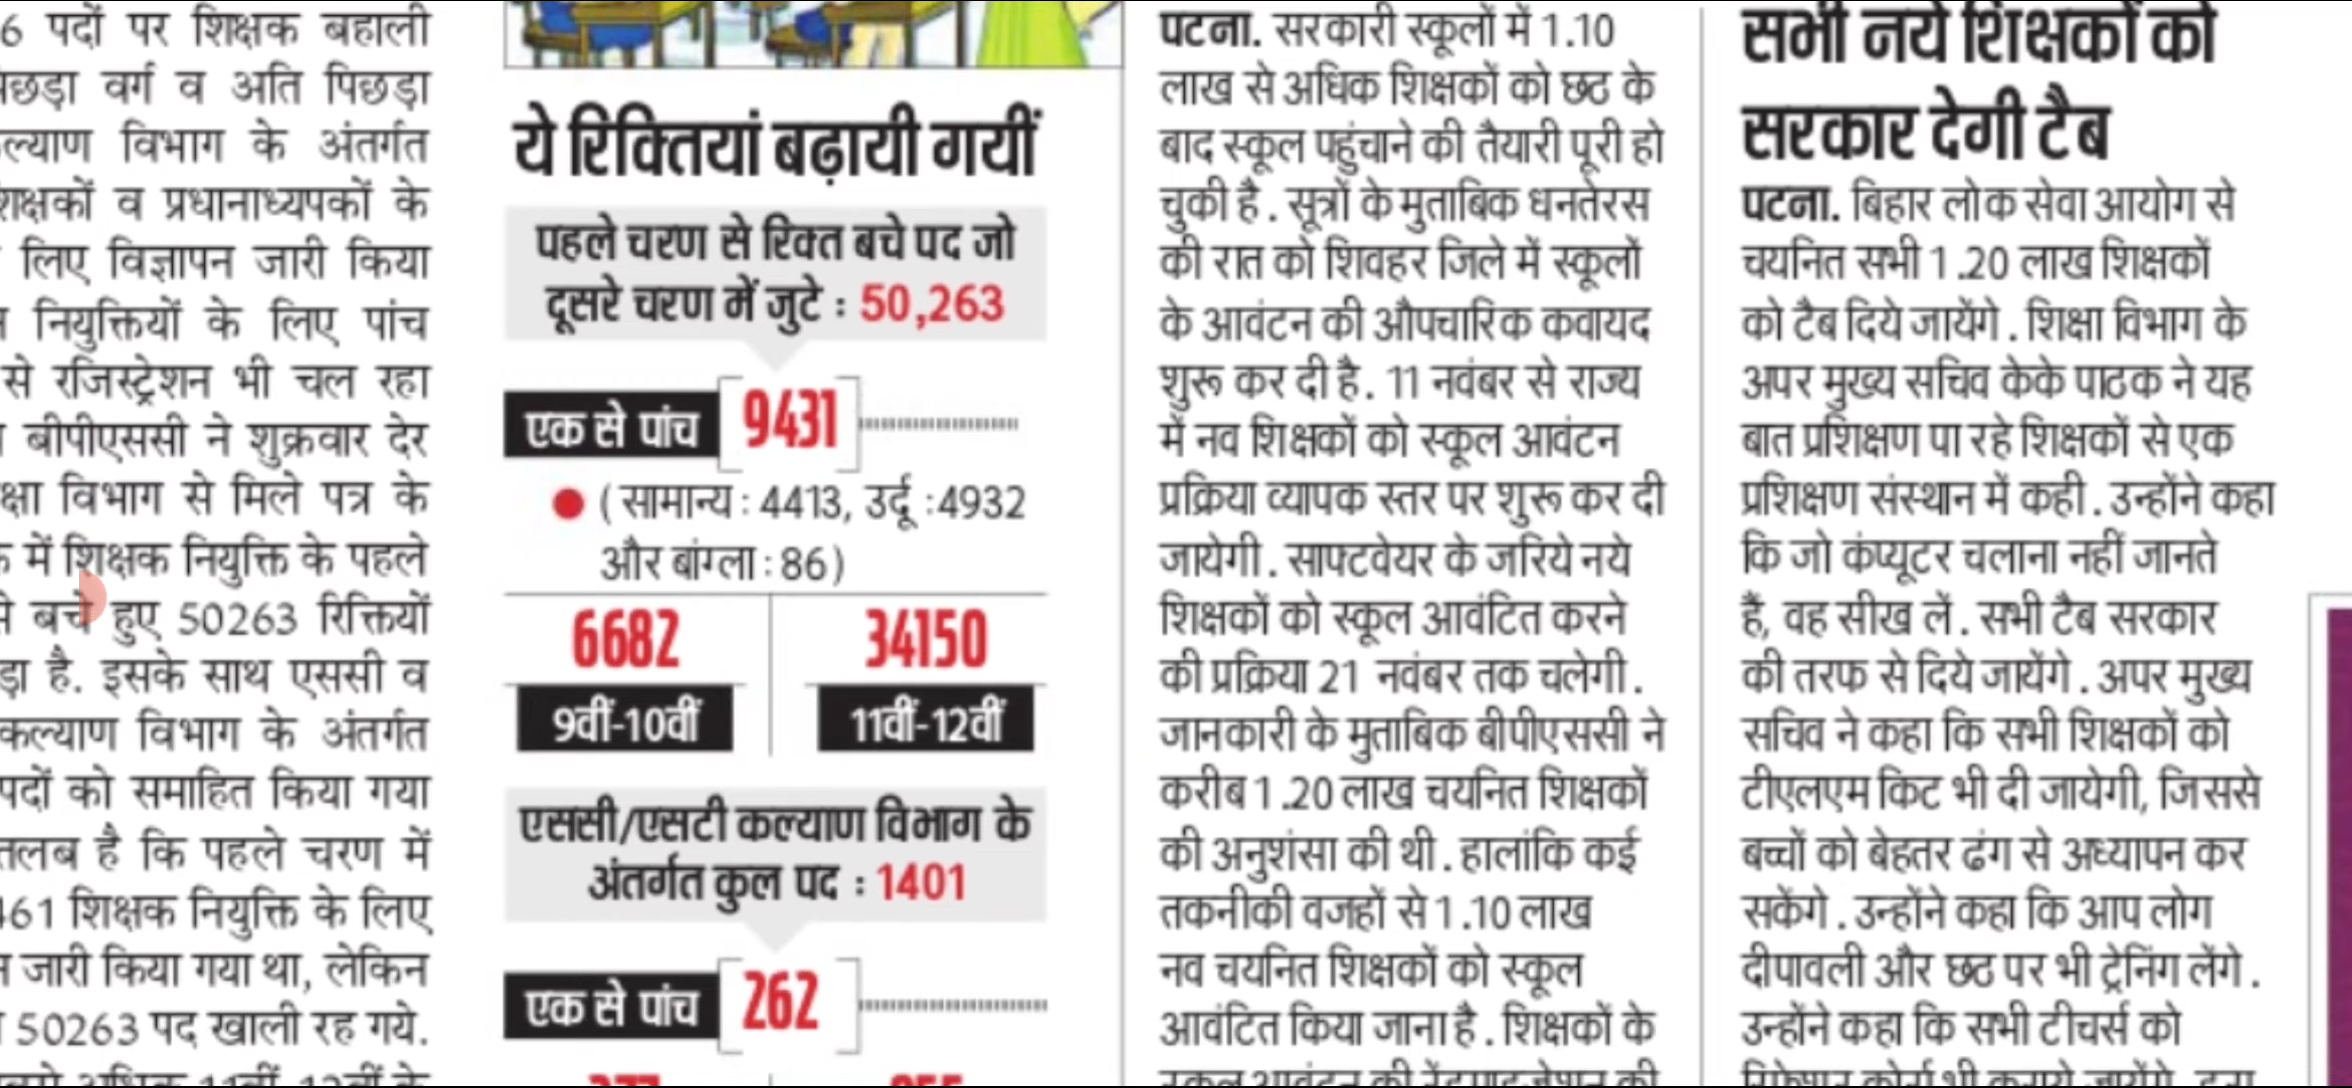 6 पदों पर शिक्षक बहाली
वर्ग व अति पिछड़ा
विभाग के अंतर्गत
व प्रधानाध्यपकों के
लिए विज्ञापन जारी किया
नियुक्तियों के लिए पांच
से रजिस्ट्रेशन भी चल रहा
बीपीएससी ने शुक्रवार देर
विभाग से मिले पत्र के
में शिक्षक नियुक्ति के पहले
बचे हुए 50263 रिक्तियों
है. इसके साथ एससी व
कल्याण विभाग के अंतर्गत
पदों को समाहित किया गया
है कि पहले चरण में
461 शिक्षक नियुक्ति के लिए
जारी किया गया था, लेकिन
50263 पद खाली रह गये.
ये रिक्तियां बढ़ायी गयीं
पहले चरण से रिक्त बचे पद जो
दूसरे चरण में जुटे : 50,263
एक से पांच 9431
( सामान्य : 4413, उर्दू :4932
और बांग्ला : 86)
6682 34150
9वीं-10वीं 11वीं-12वीं
एससी/एसटी कल्याण विभाग के
अंतर्गत कुल पद : 1401
एक से पांच 262
पटना. सरकारी स्कूलों में 1.10
लाख से अधिक शिक्षकों को छठ के
बाद स्कूल पहुंचाने की तैयारी पूरी हो
चुकी है . सूत्रों के मुताबिक धनतेरस
की रात को शिवहर जिले में स्कूलों
के आवंटन की औपचारिक कवायद
शुरू कर दी है . 11 नवंबर से राज्य
में नव शिक्षकों को स्कूल आवंटन
प्रक्रिया व्यापक स्तर पर शुरू कर दी
जायेगी . साफ्टवेयर के जरिये नये
शिक्षकों को स्कूल आवंटित करने
की प्रक्रिया 21 नवंबर तक चलेगी .
जानकारी के मुताबिक बीपीएससी ने
करीब 1.20 लाख चयनित शिक्षकों
की अनुशंसा की थी . हालांकि कई
तकनीकी वजहों से 1.10 लाख
नव चयनित शिक्षकों को स्कूल
आवंटित किया जाना है . शिक्षकों के
सभी नये शिक्षकों को
सरकार देगी टैब
पटना. बिहार लोक सेवा आयोग से
चयनित सभी 1.20 लाख शिक्षकों
को टैब दिये जायेंगे . शिक्षा विभाग के
अपर मुख्य सचिव केके पाठक ने यह
बात प्रशिक्षण पा रहे शिक्षकों से एक
प्रशिक्षण संस्थान में कही . उन्होंने कहा
कि जो कंप्यूटर चलाना नहीं जानते
हैं, वह सीख लें . सभी टैब सरकार
की तरफ से दिये जायेंगे . अपर मुख्य
सचिव ने कहा कि सभी शिक्षकों को
टीएलएम किट भी दी जायेगी, जिससे
बच्चों को बेहतर ढंग से अध्यापन कर
सकेंगे . उन्होंने कहा कि आप लोग
दीपावली और छठ पर भी ट्रेनिंग लेंगे .
उन्होंने कहा कि सभी टीचर्स को